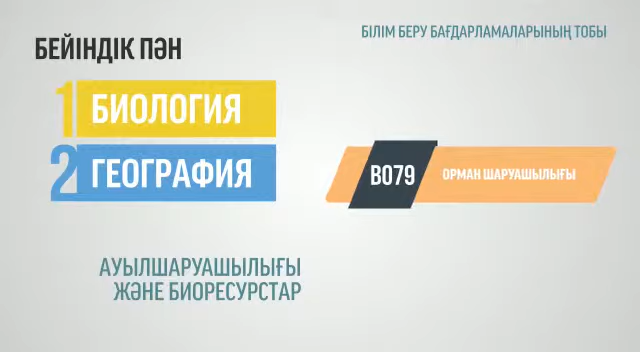 БІЛІМ БЕРУ БАҒДАРЛАМАЛАРЫНЫҢ ТОБЫ
БЕЙІНДІК ПӘН
1 БИОЛОГИЯ
2 ГЕОГРАФИЯ
B079 ОРМАН ШАРУАШЫЛЫҒЫ
АУЫЛШАРУАШЫЛЫҒЫ
ЖӘНЕ БИОРЕСУРСТАР